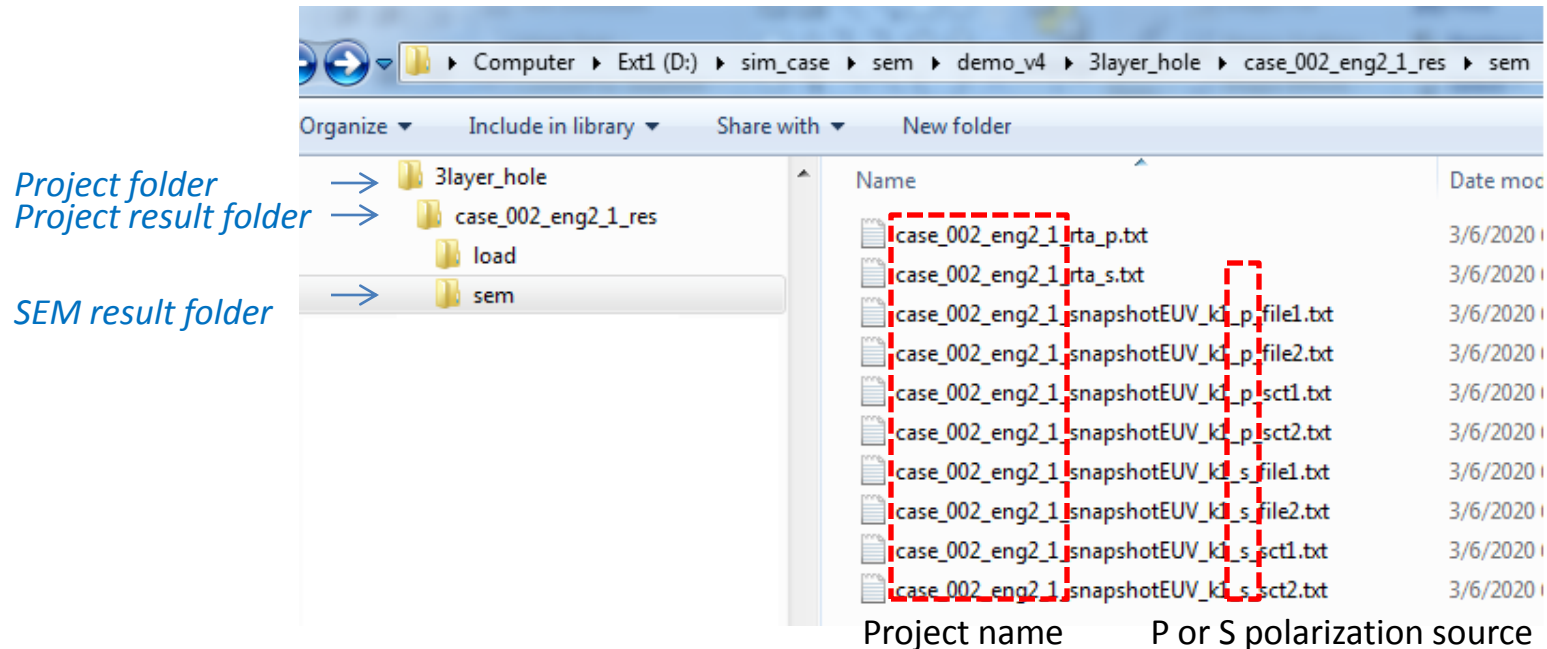 Computer Ext1 (D:) sim_case sem demo_v4 3layer_hole case_002_eng2_1_res sem
Organize Include in library Share with New folder
Project folder
Project result folder
SEM result folder
3layer_hole
case_002_eng2_1_res
load
sem
Name Date mod
case_002_eng2_1_rta_p.txt 3/6/2020
case_002_eng2_1_rta_s.txt 3/6/2020
case_002_eng2_1_snapshotEUV_k1_p_file1.txt 3/6/2020
case_002_eng2_1_snapshotEUV_k1_p_file2.txt 3/6/2020
case_002_eng2_1_snapshotEUV_k1_p_sct1.txt 3/6/2020
case_002_eng2_1_snapshotEUV_k1_p_sct2.txt 3/6/2020
case_002_eng2_1_snapshotEUV_k1_s_file1.txt 3/6/2020
case_002_eng2_1_snapshotEUV_k1_s_file2.txt 3/6/2020
case_002_eng2_1_snapshotEUV_k1_s_sct1.txt 3/6/2020
case_002_eng2_1_snapshotEUV_k1_s_sct2.txt 3/6/2020
Project name P or S polarization source